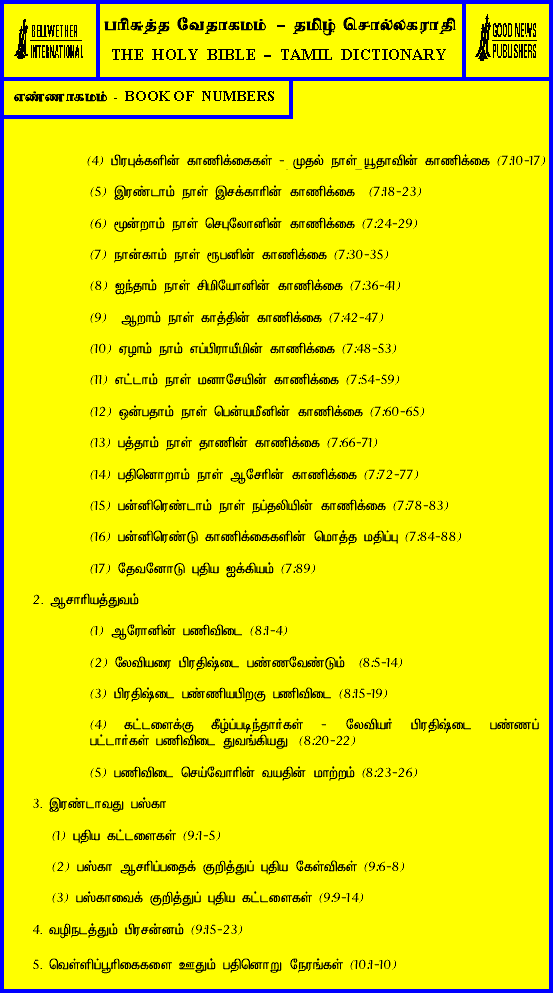 BELLWETHER
INTERNATIONAL
பரிசுத்த வேதாகமம் – தமிழ் சொல்லகராதி
THE HOLY BIBLE – TAMIL DICTIONARY
GOOD NEWS
PUBLISHERS
எண்ணாகமம் - BOOK OF NUMBERS
(4) பிரபுக்களின் காணிக்கைகள் - முதல் நாள் யூதாவின் காணிக்கை (7:10-17)
(5) இரண்டாம் நாள் இசக்காரின் காணிக்கை (7:18-23)
(6) மூன்றாம் நாள் செபுலோனின் காணிக்கை (7:24-29)
(7) நான்காம் நாள் ரூபனின் காணிக்கை (7:30-35)
(8) ஐந்தாம் நாள் சிமியோனின் காணிக்கை (7:36-41)
(9) ஆறாம் நாள் காத்தின் காணிக்கை (7:42-47)
(10) ஏழாம் நாம் எப்பிராயீமின் காணிக்கை (7:48-53)
(11) எட்டாம் நாள் மனாசேயின் காணிக்கை (7:54-59)
(12) ஒன்பதாம் நாள் பென்யமீனின் காணிக்கை (7:60-65)
(13) பத்தாம் நாள் தாணின் காணிக்கை (7:66-71)
(14) பதினொறாம் நாள் ஆசேரின் காணிக்கை (7:72-77)
(15) பன்னிரெண்டாம் நாள் நப்தலியின் காணிக்கை (7:78-83)
(16) பன்னிரெண்டு காணிக்கைகளின் மொத்த மதிப்பு (7:84-88)
(17) தேவனோடு புதிய ஐக்கியம் (7:89)
2. ஆசாரியத்துவம்
(1) ஆரோனின் பணிவிடை (8:1-4)
(2) லேவியரை பிரதிஷ்டை பண்ணவேண்டும் (8:5-14)
(3) பிரதிஷ்டை பண்ணியபிறகு பணிவிடை (8:15-19)
(4) கட்டளைக்கு கீழ்ப்படிந்தார்கள் - லேவியர் பிரதிஷ்டை பண்ணப்
பட்டார்கள் பணிவிடை துவங்கியது (8:20-22)
(5) பணிவிடை செய்வோரின் வயதின் மாற்றம் (8:23-26)
3. இரண்டாவது பஸ்கா
(1) புதிய கட்டளைகள் (9:1-5)
(2) பஸ்கா ஆசரிப்பதைக் குறித்துப் புதிய கேள்விகள் (9:6-8)
(3) பஸ்காவைக் குறித்துப் புதிய கட்டளைகள் (9:9-14)
4. வழிநடத்தும் பிரசன்னம் (9:15-23)
5. வெள்ளிப்பூரிகைகளை ஊதும் பதினொறு நேரங்கள் (10:1-10)